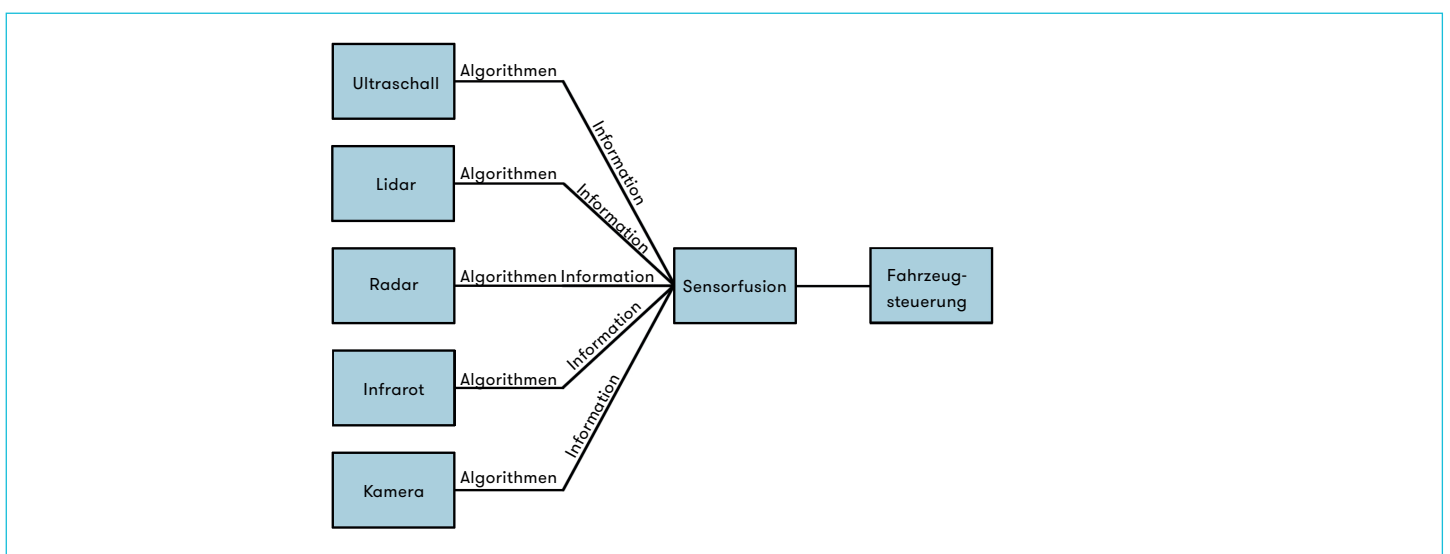 Ultraschall
Algorithmen
Information
Lidar
Algorithmen
Information
Radar
Algorithmen Information
Sensorfusion
Fahrzeug-
steuerung
Infrarot
Algorithmen
Information
Kamera
Algorithmen
Information